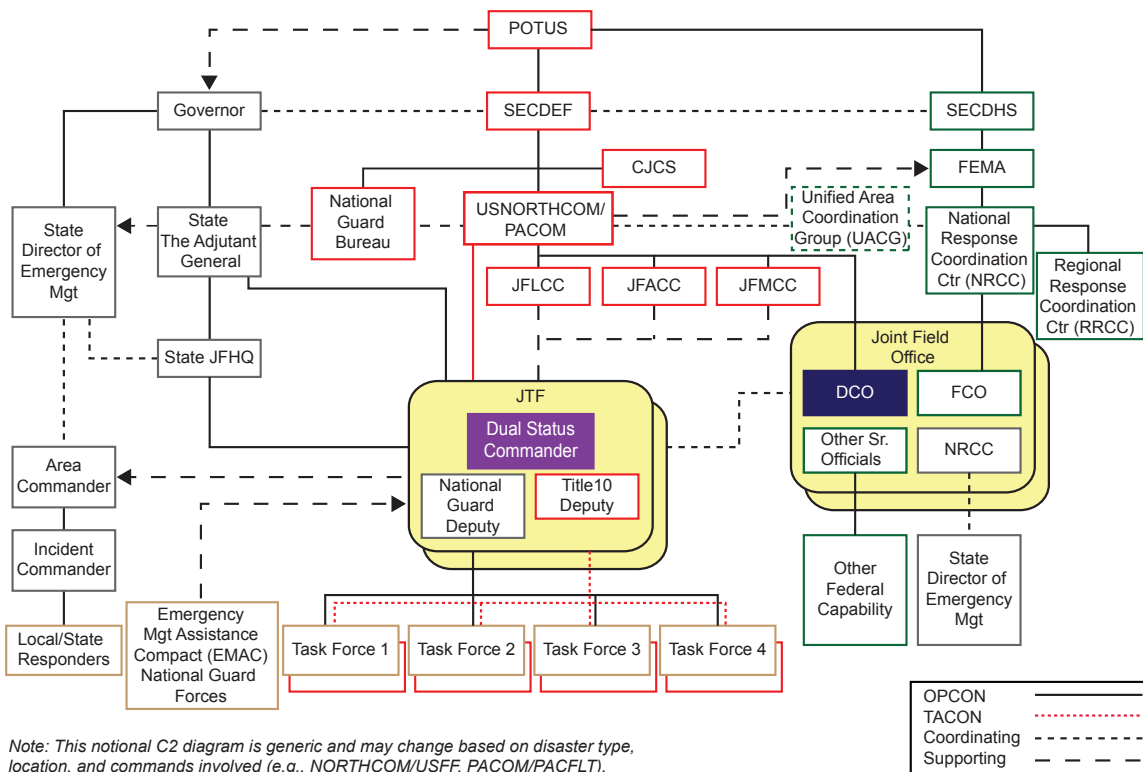 POTUS
Governor
SECDEF
SECDHS
CJCS
FEMA
National
Guard
Bureau
USNORTHCOM/
PACOM
Unified Area
Coordination
Group (UACG)
State
Director of
Emergency
Mgt
State
The Adjutant
General
National
Response
Coordination
Ctr (NRCC)
Regional
Response
Coordination
Ctr (RRCC)
JFLCC
JFACC
JFMCC
State JFHQ
Joint Field
Office
JTF
DCO
FCO
Dual Status
Commander
Other Sr.
Officials
NRCC
Area
Commander
National
Guard
Deputy
Title10
Deputy
Incident
Commander
Other
Federal
Capability
State
Director of
Emergency
Mgt
Local/State
Responders
Emergency
Mgt Assistance
Compact (EMAC)
National Guard
Forces
Task Force 1
Task Force 2
Task Force 3
Task Force 4
OPCON
TACON
Coordinating
Supporting
Note: This notional C2 diagram is generic and may change based on disaster type,
location, and commands involved (e.g., NORTHCOM/USFF, PACOM/PACFLT).